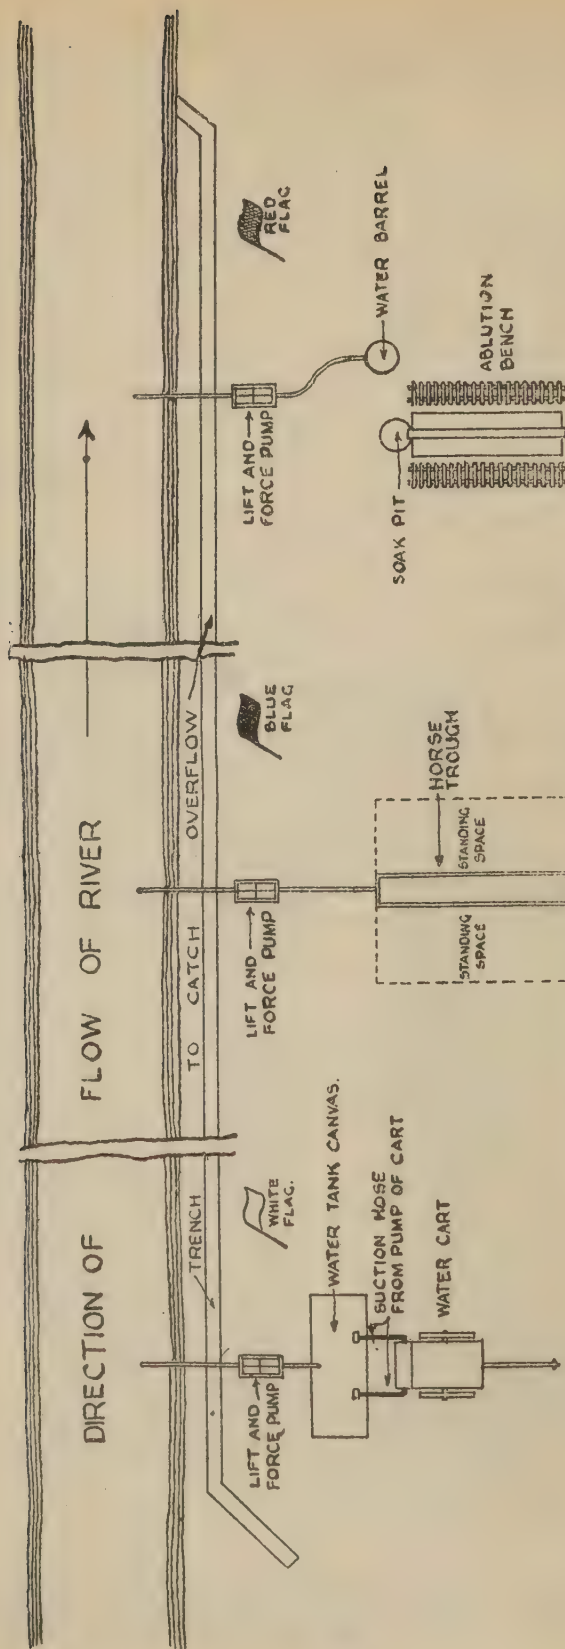 DIRECTION OF FLOW OF RIVER
TRENCH TO CATCH OVERFLOW
LIFT AND
FORCE PUMP
WHITE
FLAG.
WATER TANK CANVAS.
SUCTION HOSE
FROM PUMP OF CART
WATER CART
LIFT AND
FORCE PUMP
BLUE
FLAG
HORSE
TROUGH
STANDING
SPACE
STANDING
SPACE
LIFT AND
FORCE PUMP
RED
FLAG
WATER BARREL
SOAK PIT
ABLUTION
BENCH